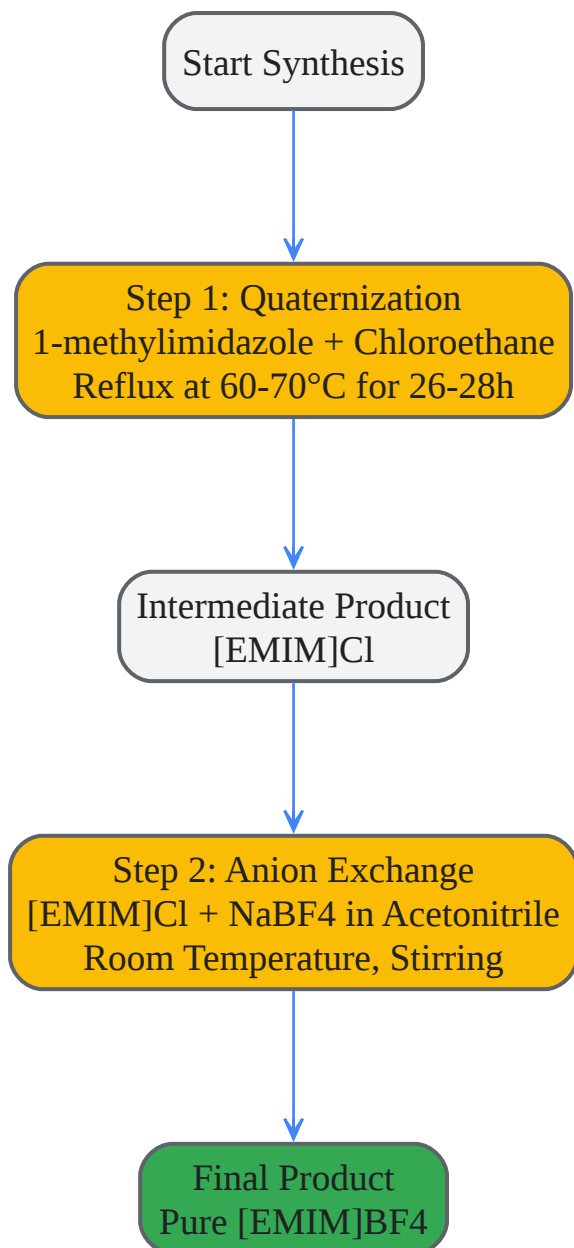 Start Synthesis
Step 1: Quaternization
1-methylimidazole + Chloroethane
Reflux at 60-70°C for 26-28h
Intermediate Product
[EMIM]Cl
Step 2: Anion Exchange
[EMIM]Cl + NaBF4 in Acetonitrile
Room Temperature, Stirring
Final Product
Pure [EMIM]BF4